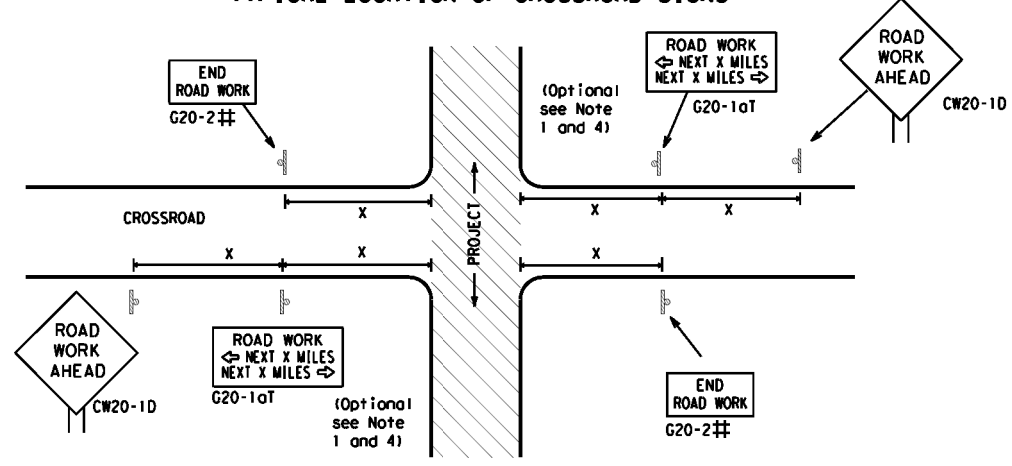 TYPICAL LOCATION OF CROSSROAD SIGNS
END
ROAD WORK
G20-2#
(Optional
see Note
1 and 4)
ROAD WORK
⇦ NEXT X MILES
NEXT X MILES ⇨
G20-1aT
ROAD
WORK
AHEAD
CW20-1D
X
X
X
CROSSROAD
PROJECT
X
X
X
ROAD
WORK
AHEAD
CW20-1D
ROAD WORK
⇦ NEXT X MILES
NEXT X MILES ⇨
G20-1aT
(Optional
see Note
1 and 4)
END
ROAD WORK
G20-2#